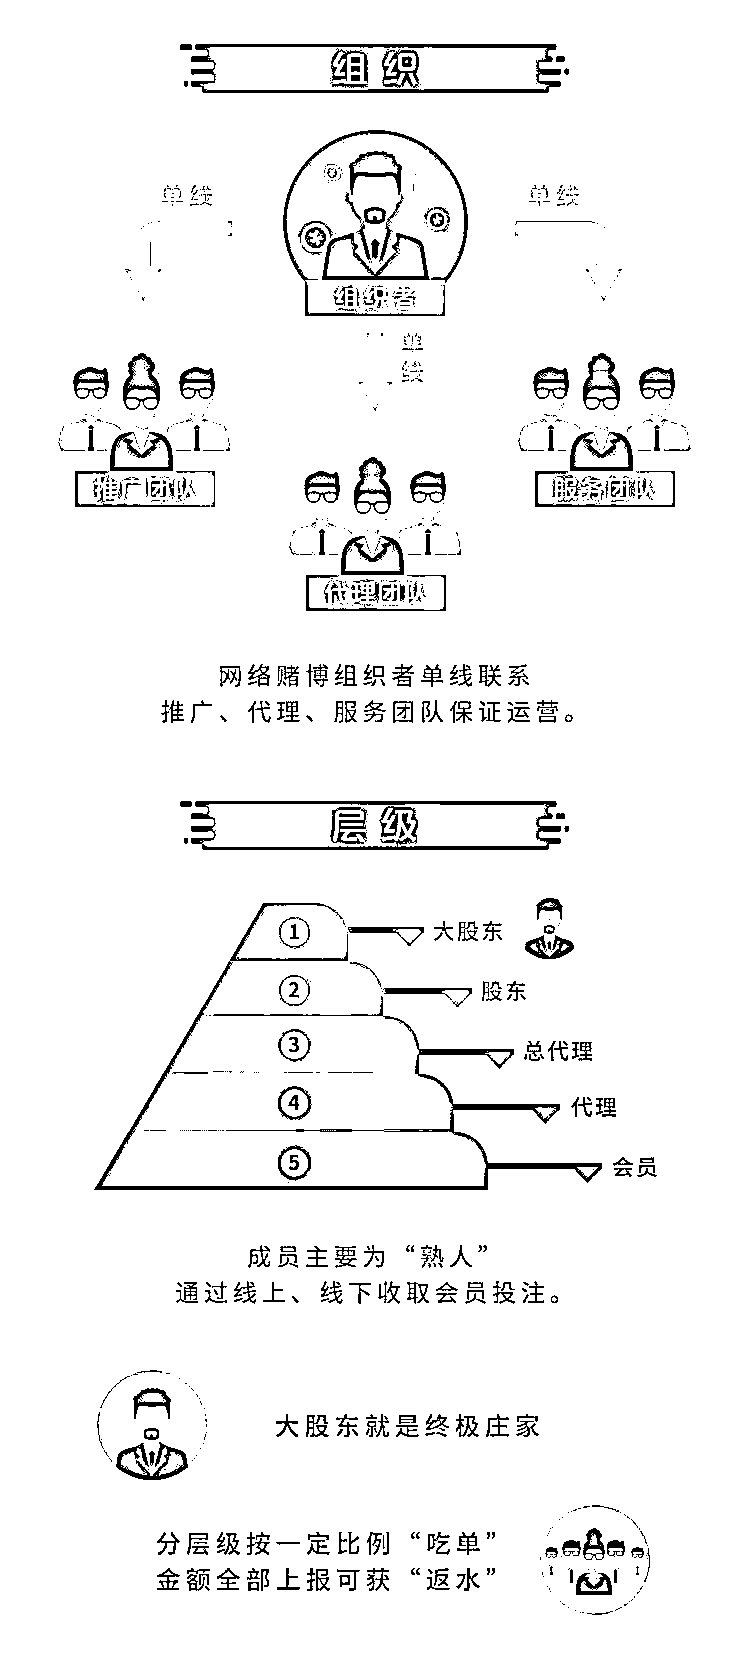 组织
单线
单线
组织者
单线
推广团队
服务团队
代理团队
网络赌博组织者单线联系
推广、代理、服务团队保证运营。
层级
1 大股东
2 股东
3 总代理
4 代理
5 会员
成员主要为“熟人”
通过线上、线下收取会员投注。
大股东就是终极庄家
分层级按一定比例“吃单”
金额全部上报可获“返水”